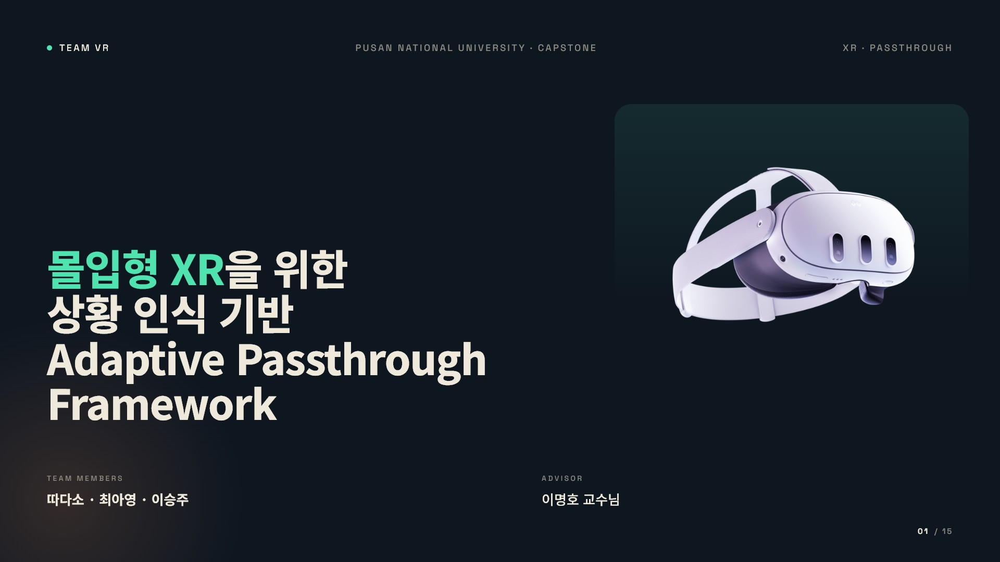 TEAM VR
PUSAN NATIONAL UNIVERSITY · CAPSTONE
XR · PASSTHROUGH
몰입형 XR을 위한
상황 인식 기반
Adaptive Passthrough
Framework
TEAM MEMBERS
따다소 · 최아영 · 이승주
ADVISOR
이명호 교수님
01 / 15